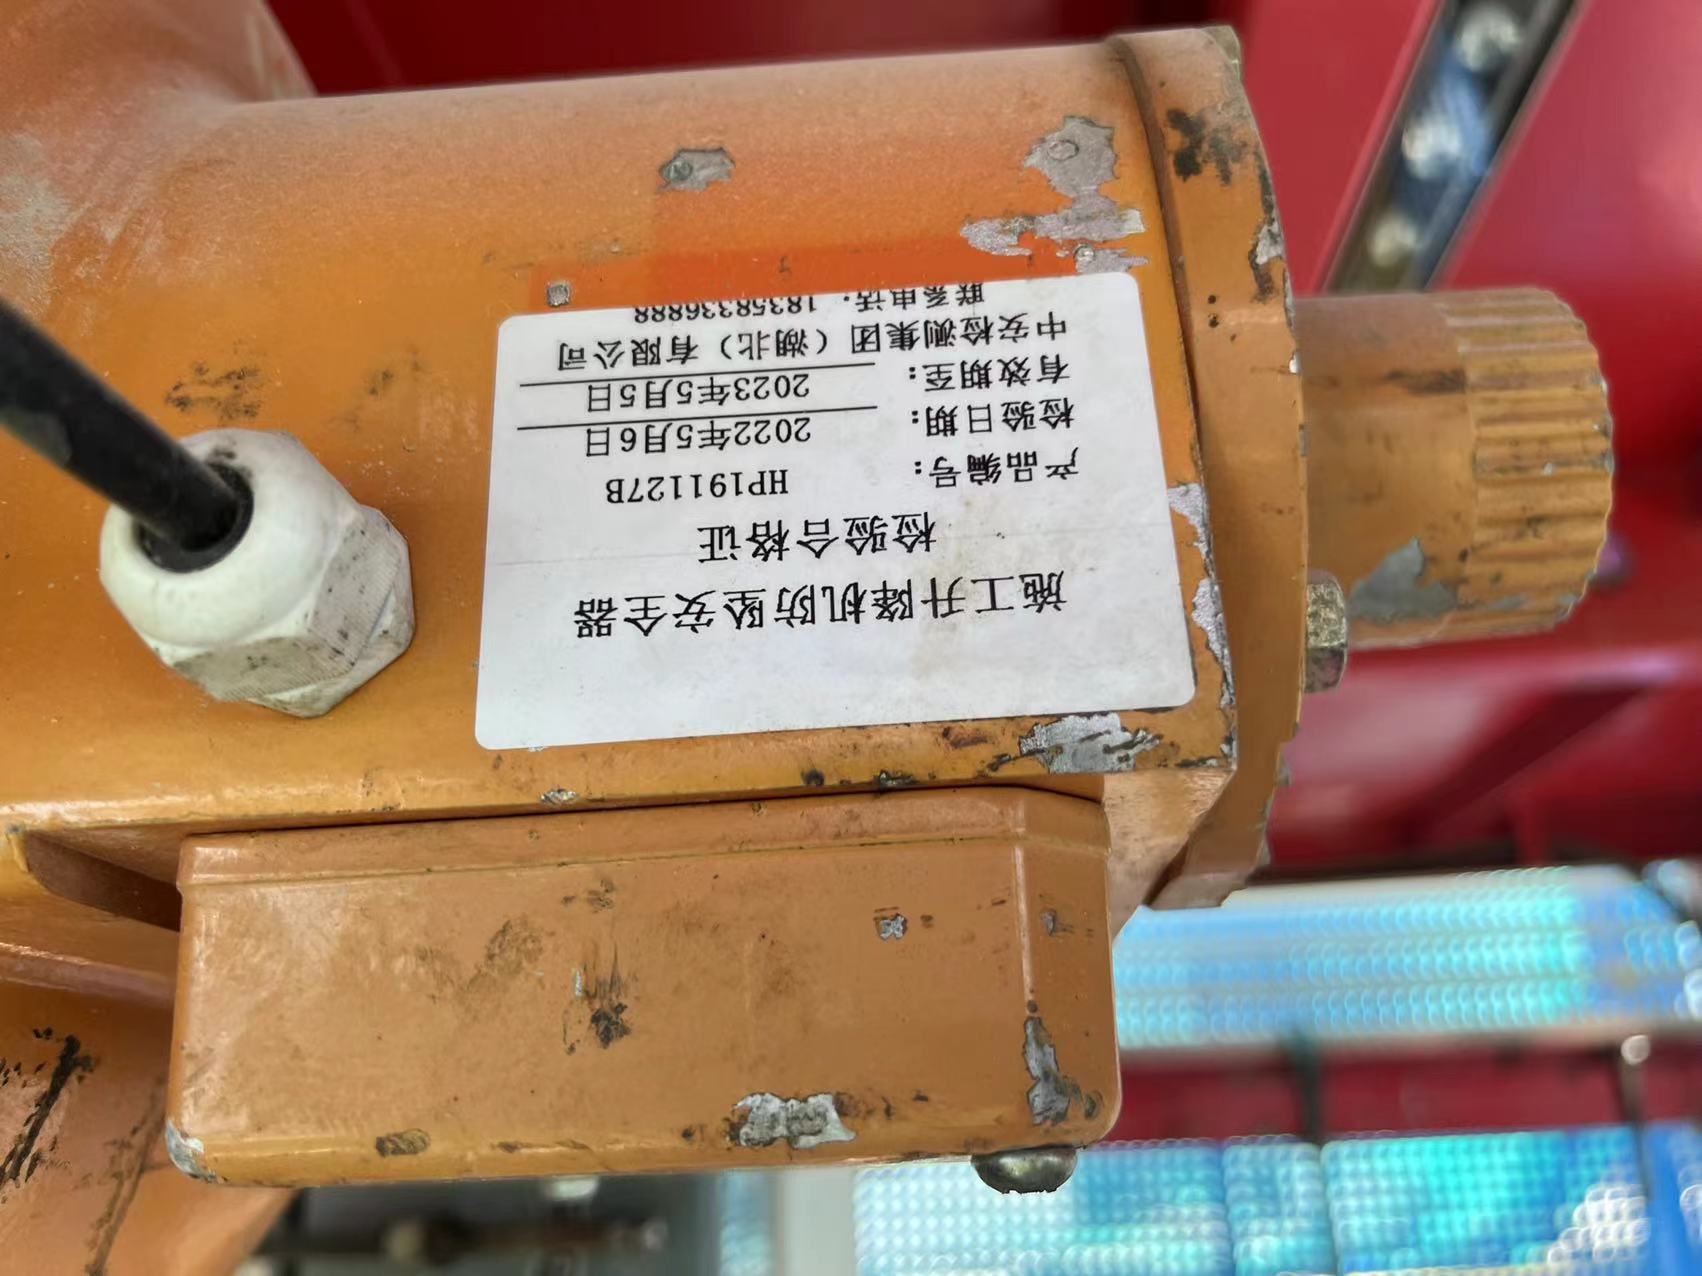 施工升降机防坠安全器
检验合格证
产品编号: HP191127B
检验日期: 2022年5月6日
有效期至: 2023年5月5日
中安检测集团（湖北）有限公司
联系电话: 18358336888